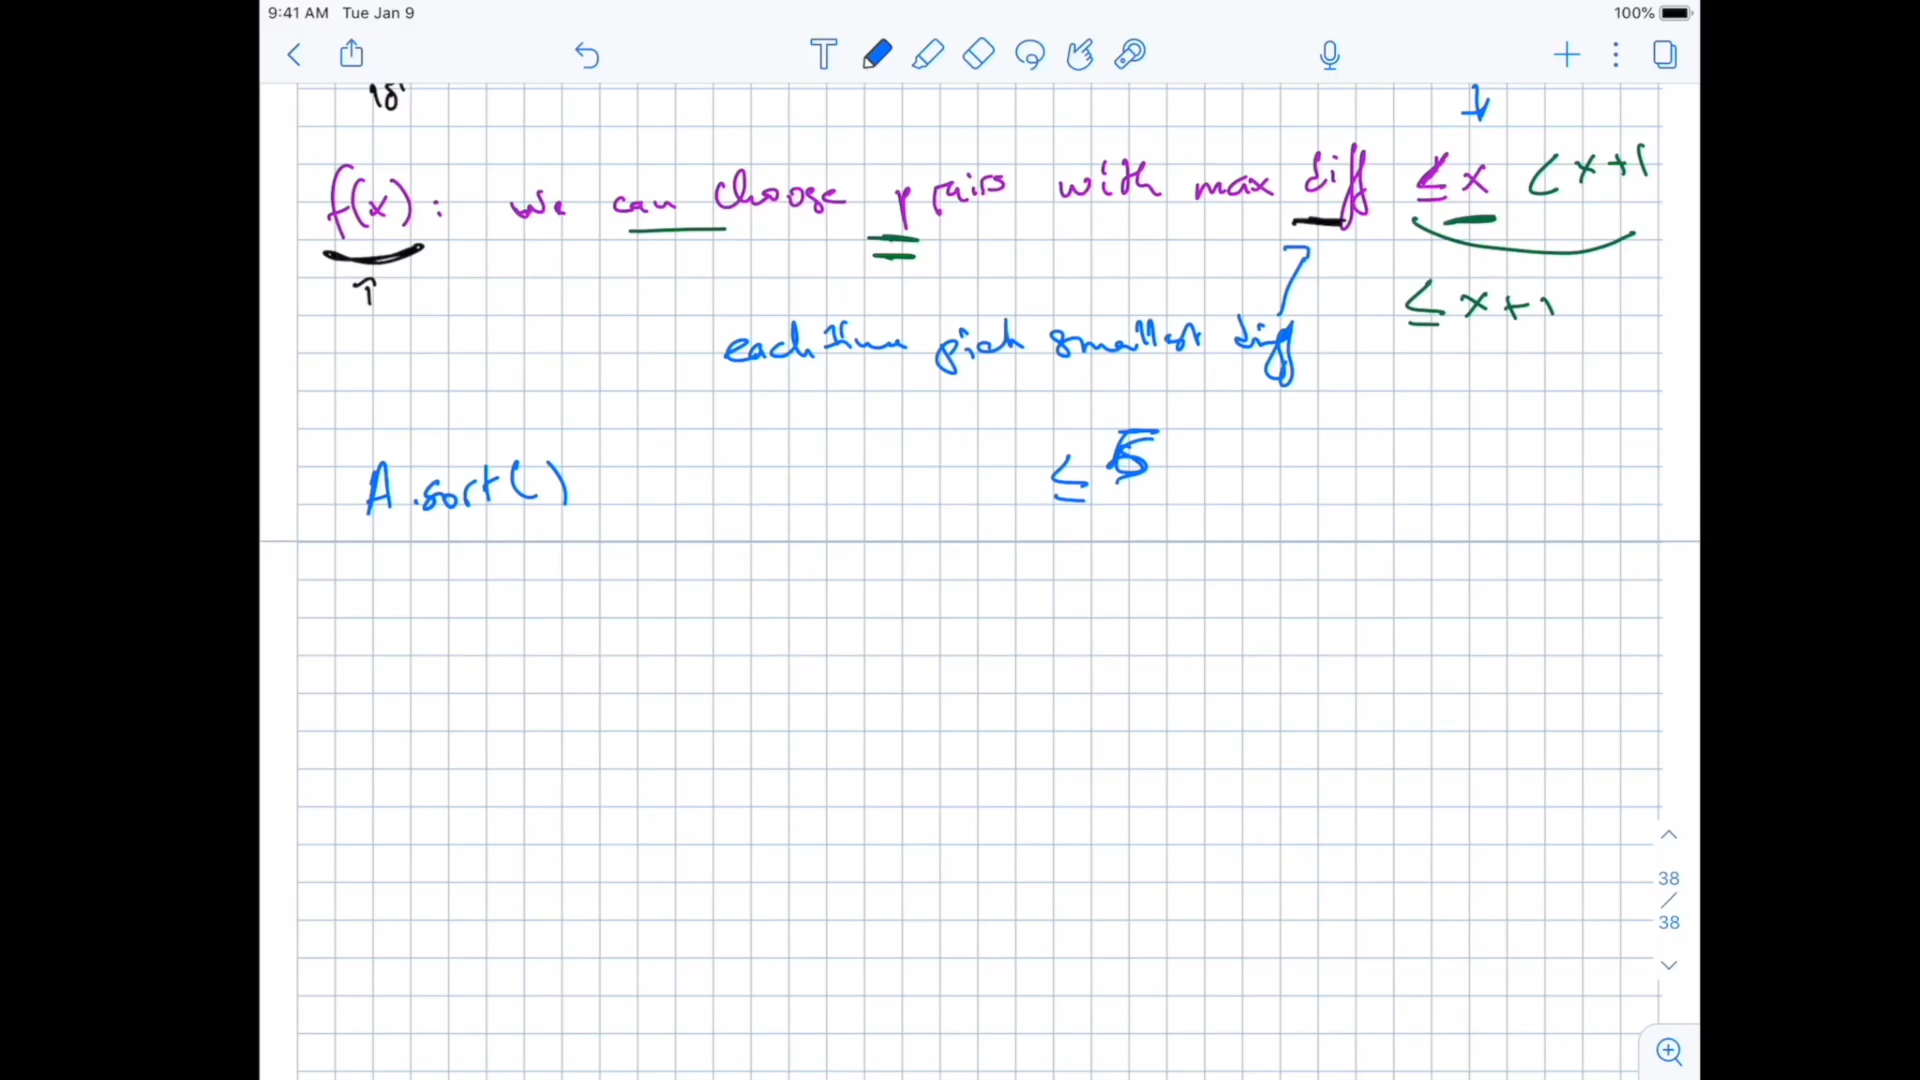 9:41 AM Tue Jan 9 100%
f(x) : we can choose p pairs with max diff ≤ x < x+1
≤ x+1
each time pick smallest diff
A.sort() ≤ 5
38
/
38